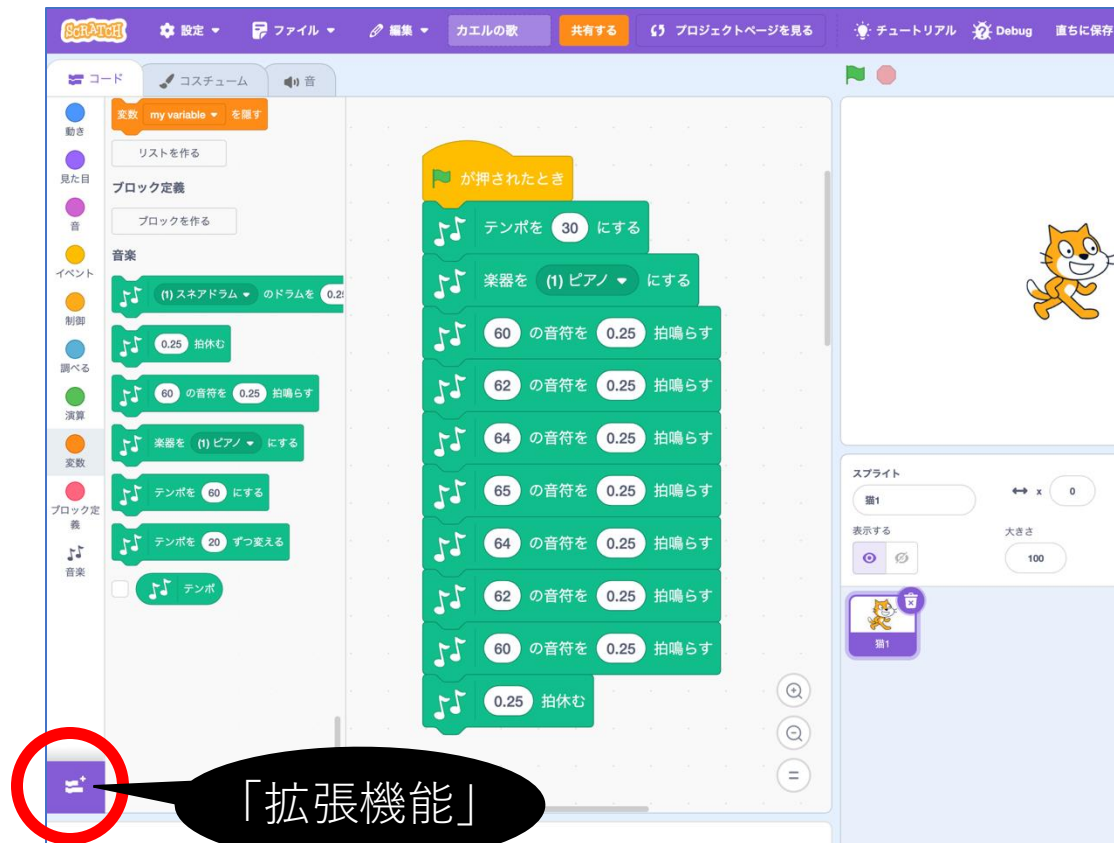 SCRATCH
設定
ファイル
編集
カエルの歌
共有する
プロジェクトページを見る
チュートリアル
Debug
直ちに保存
コード
コスチューム
音
動き
見た目
音
イベント
制御
調べる
演算
変数
ブロック定
義
音楽
変数 my variable を隠す
リストを作る
ブロック定義
ブロックを作る
音楽
(1) スネアドラム のドラムを 0.25
0.25 拍休む
60 の音符を 0.25 拍鳴らす
楽器を (1) ピアノ にする
テンポを 60 にする
テンポを 20 ずつ変える
テンポ
が押されたとき
テンポを 30 にする
楽器を (1) ピアノ にする
60 の音符を 0.25 拍鳴らす
62 の音符を 0.25 拍鳴らす
64 の音符を 0.25 拍鳴らす
65 の音符を 0.25 拍鳴らす
64 の音符を 0.25 拍鳴らす
62 の音符を 0.25 拍鳴らす
60 の音符を 0.25 拍鳴らす
0.25 拍休む
スプライト
猫1
x 0
表示する
大きさ
100
猫1
「拡張機能」